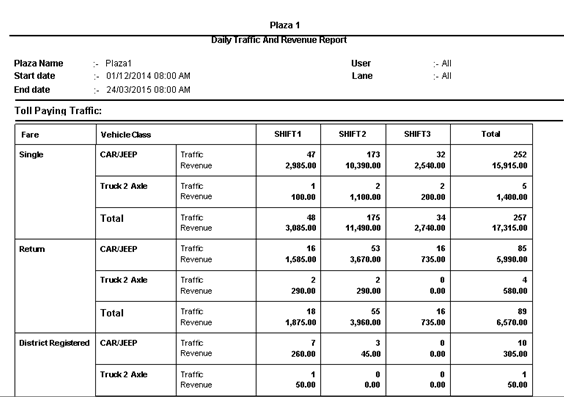 Plaza 1
Daily Traffic And Revenue Report
Plaza Name :- Plaza1 User :- All
Start date :- 01/12/2014 08:00 AM Lane :- All
End date :- 24/03/2015 08:00 AM
Toll Paying Traffic:
Fare Vehicle Class SHIFT1 SHIFT2 SHIFT3 Total
Single CAR/JEEP Traffic 47 173 32 252
Revenue 2,985.00 10,390.00 2,540.00 15,915.00
Truck 2 Axle Traffic 1 2 2 5
Revenue 100.00 1,100.00 200.00 1,400.00
Total Traffic 48 175 34 257
Revenue 3,085.00 11,490.00 2,740.00 17,315.00
Return CAR/JEEP Traffic 16 53 16 85
Revenue 1,585.00 3,670.00 735.00 5,990.00
Truck 2 Axle Traffic 2 2 0 4
Revenue 290.00 290.00 0.00 580.00
Total Traffic 18 55 16 89
Revenue 1,875.00 3,960.00 735.00 6,570.00
District Registered CAR/JEEP Traffic 7 3 0 10
Revenue 260.00 45.00 0.00 305.00
Truck 2 Axle Traffic 1 0 0 1
Revenue 50.00 0.00 0.00 50.00